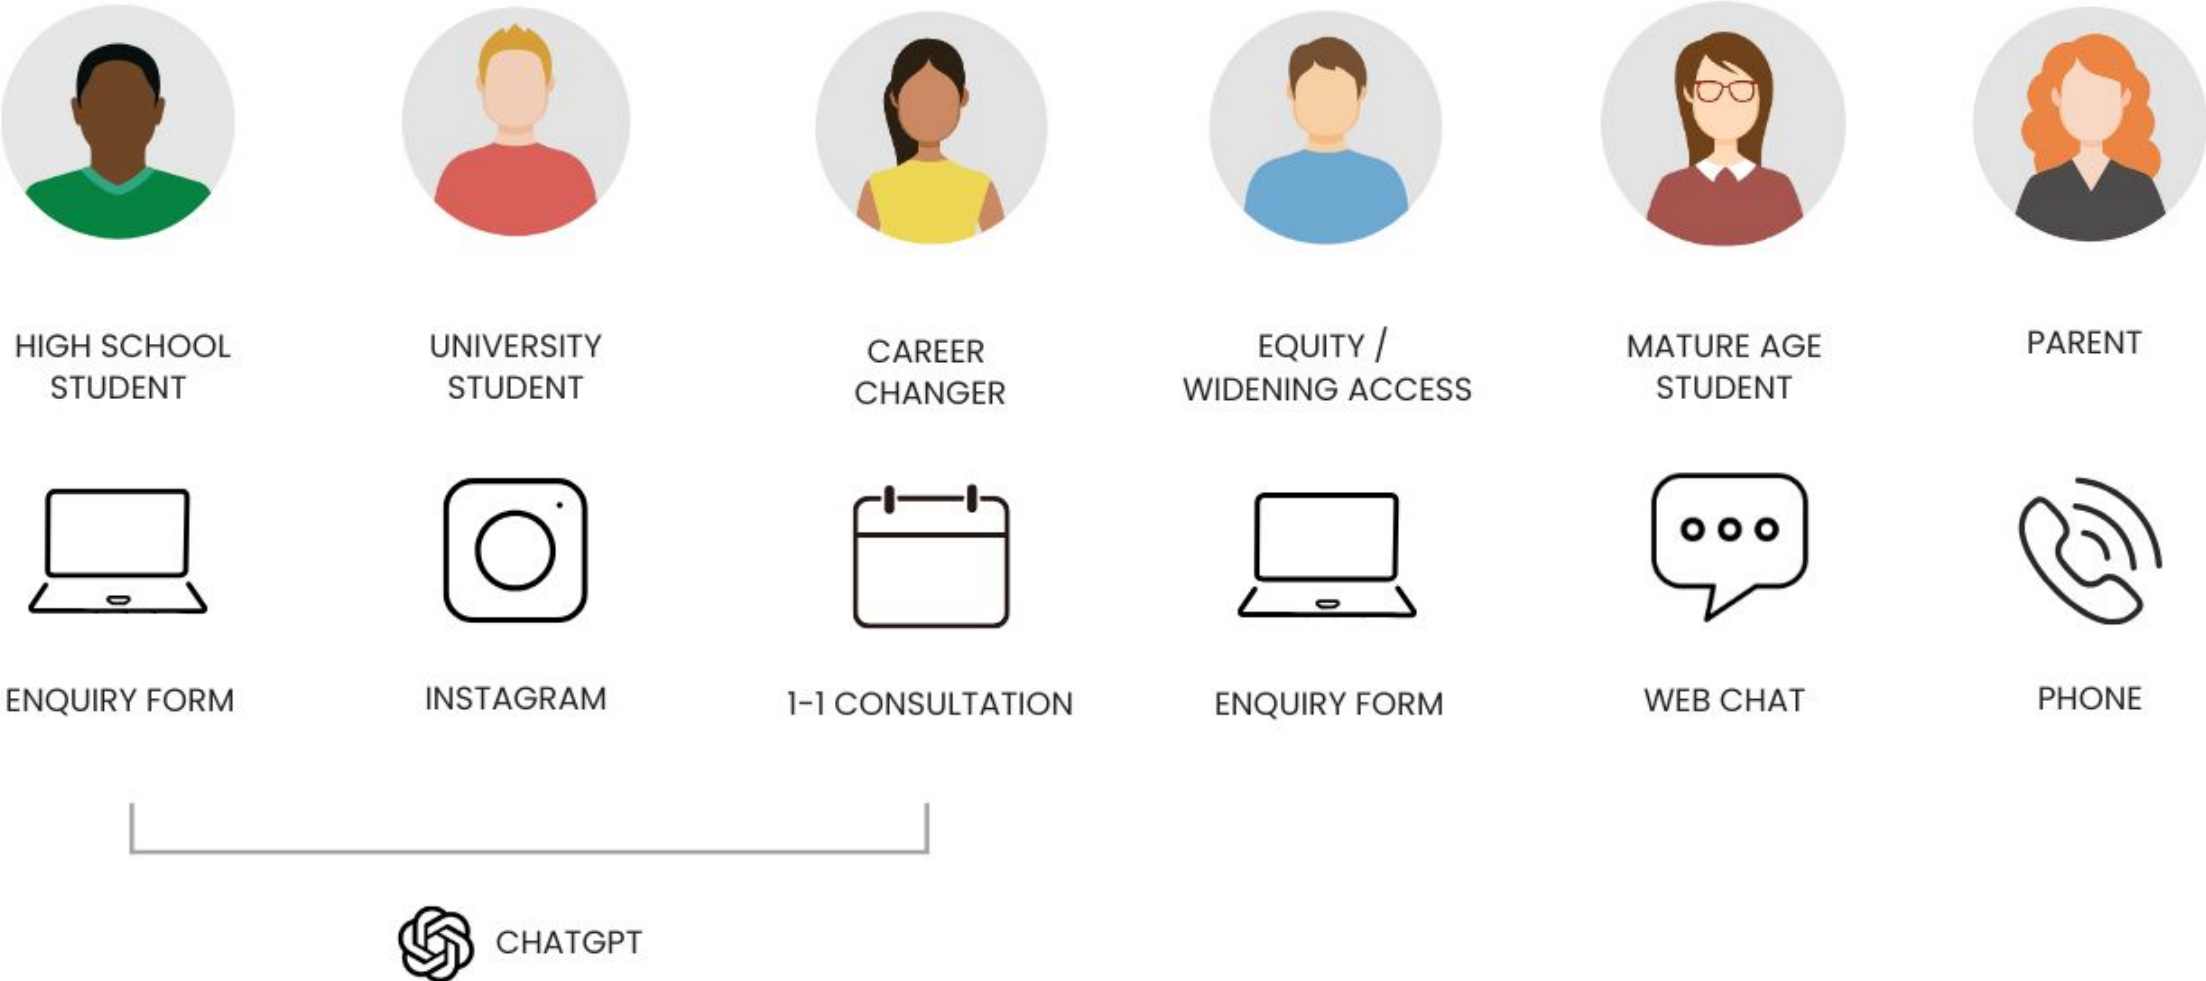 HIGH SCHOOL
STUDENT
UNIVERSITY
STUDENT
CAREER
CHANGER
EQUITY /
WIDENING ACCESS
MATURE AGE
STUDENT
PARENT
ENQUIRY FORM
INSTAGRAM
1-1 CONSULTATION
ENQUIRY FORM
WEB CHAT
PHONE
CHATGPT